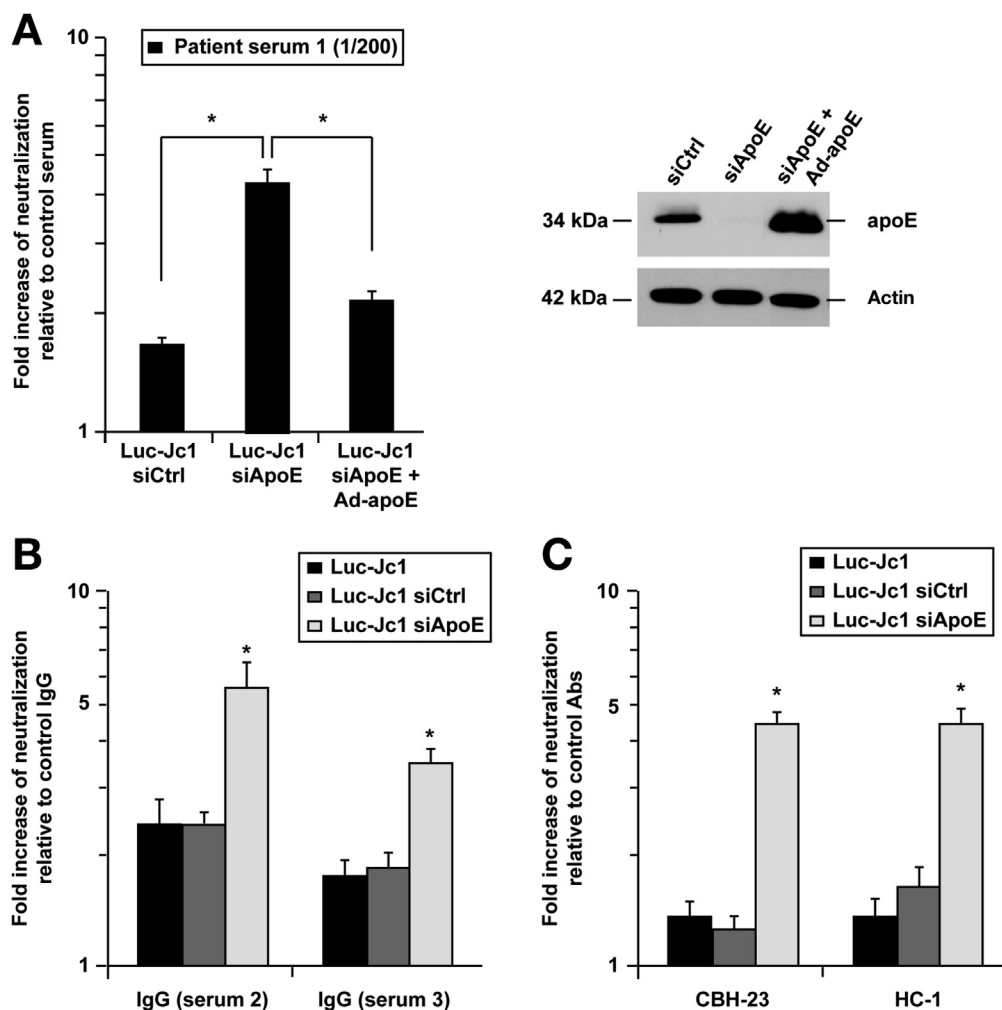 A
10
5
2
1
Fold increase of neutralization
relative to control serum
Patient serum 1 (1/200)
*
*
Luc-Jc1
siCtrl
Luc-Jc1
siApoE
Luc-Jc1
siApoE +
Ad-apoE
siCtrl
siApoE
siApoE +
Ad-apoE
34 kDa
apoE
42 kDa
Actin
B
Luc-Jc1
Luc-Jc1 siCtrl
Luc-Jc1 siApoE
10
5
2
1
Fold increase of neutralization
relative to control IgG
*
*
IgG (serum 2)
IgG (serum 3)
C
Luc-Jc1
Luc-Jc1 siCtrl
Luc-Jc1 siApoE
10
5
2
1
Fold increase of neutralization
relative to control Abs
*
*
CBH-23
HC-1